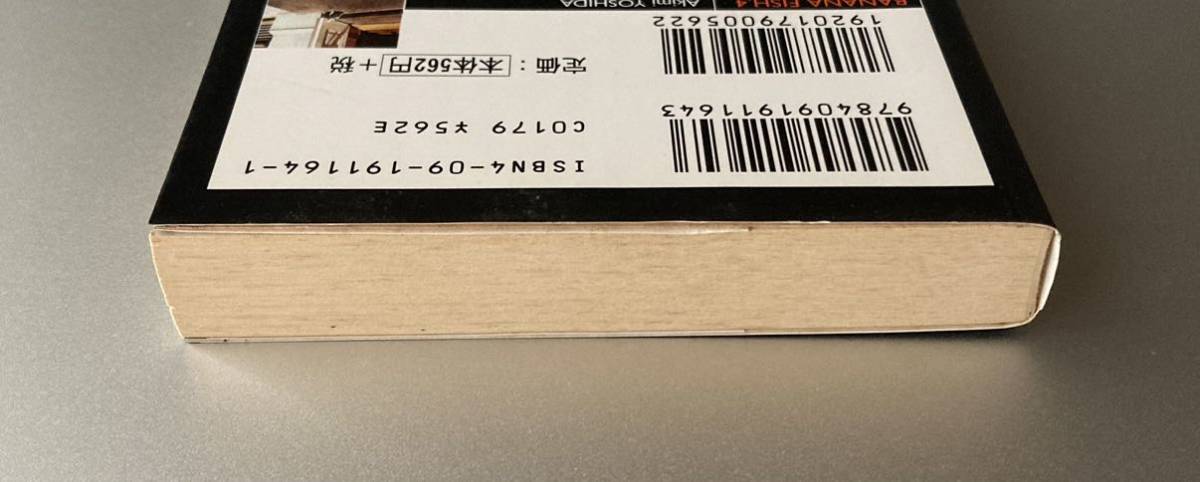 9784091911643
1920179005622
ISBN4-09-191164-1
C0179 ¥562E
定価：本体562円＋税
BANANA FISH 4
Akimi YOSHIDA